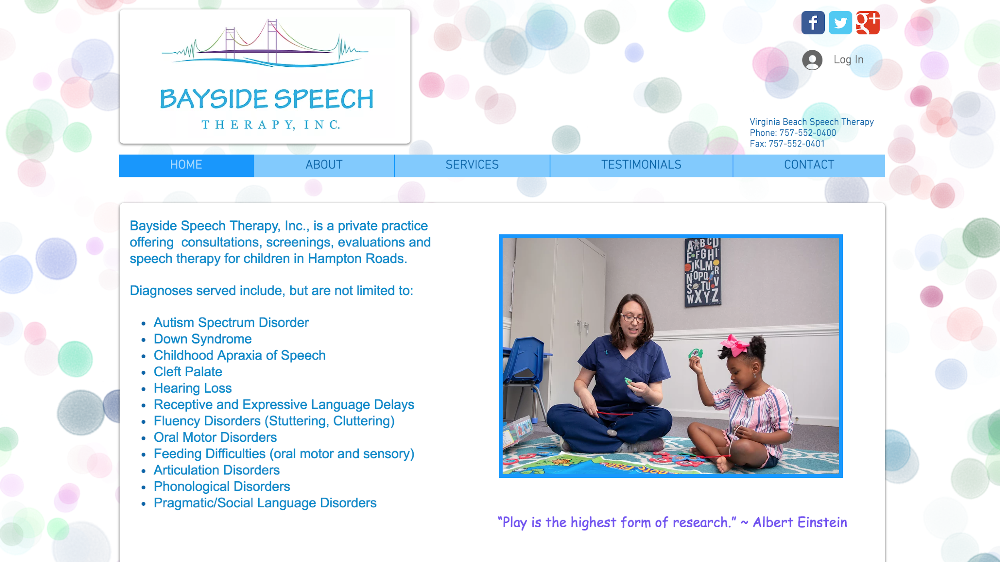 BAYSIDE SPEECH
THERAPY, INC.
f
g+
Log In
Virginia Beach Speech Therapy
Phone: 757-552-0400
Fax: 757-552-0401
HOME
ABOUT
SERVICES
TESTIMONIALS
CONTACT
Bayside Speech Therapy, Inc., is a private practice
offering  consultations, screenings, evaluations and
speech therapy for children in Hampton Roads.
Diagnoses served include, but are not limited to:
• Autism Spectrum Disorder
• Down Syndrome
• Childhood Apraxia of Speech
• Cleft Palate
• Hearing Loss
• Receptive and Expressive Language Delays
• Fluency Disorders (Stuttering, Cluttering)
• Oral Motor Disorders
• Feeding Difficulties (oral motor and sensory)
• Articulation Disorders
• Phonological Disorders
• Pragmatic/Social Language Disorders
ABCD
EFGHI
JKLM
NOPQR
STUV
WXYZ
“Play is the highest form of research.” ~ Albert Einstein